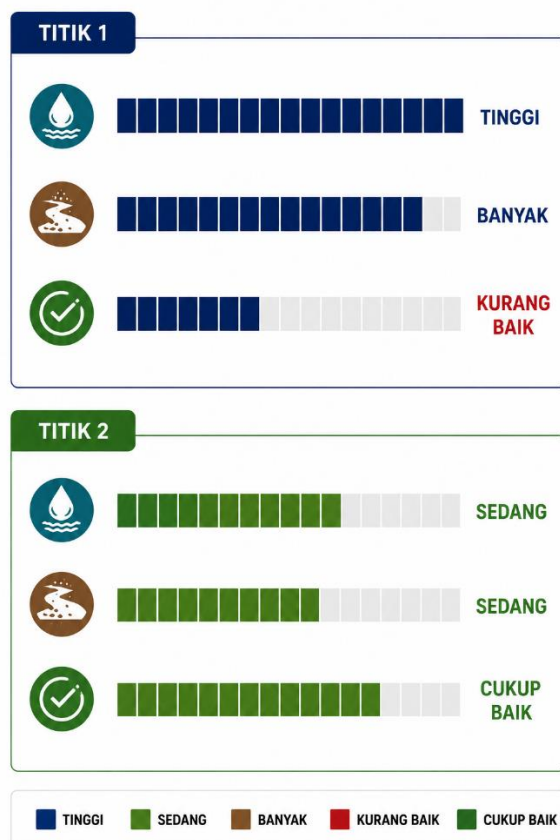 TITIK 1
TINGGI
BANYAK
KURANG
BAIK
TITIK 2
SEDANG
SEDANG
CUKUP
BAIK
TINGGI SEDANG BANYAK KURANG BAIK CUKUP BAIK